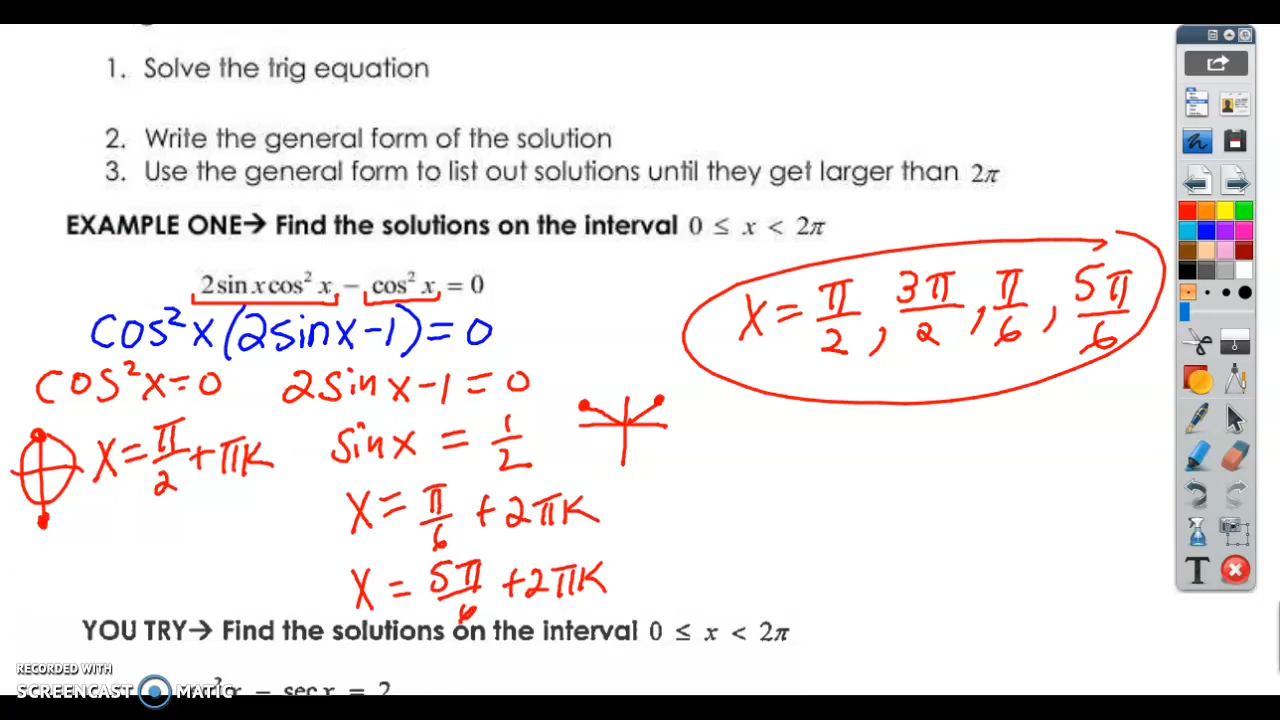 1. Solve the trig equation
2. Write the general form of the solution
3. Use the general form to list out solutions until they get larger than 2π
EXAMPLE ONE→ Find the solutions on the interval 0 ≤ x < 2π
2sin x cos² x − cos² x = 0
cos²x(2sinx−1)=0
cos²x=0
x=π/2+πK
2sinx−1=0
sinx = 1/2
x= π/6 +2πK
x= 5π/6 +2πK
x=π/2, 3π/2, π/6, 5π/6
YOU TRY→ Find the solutions on the interval 0 ≤ x < 2π
²x − sec x = 2
RECORDED WITH
SCREENCAST MATIC
T